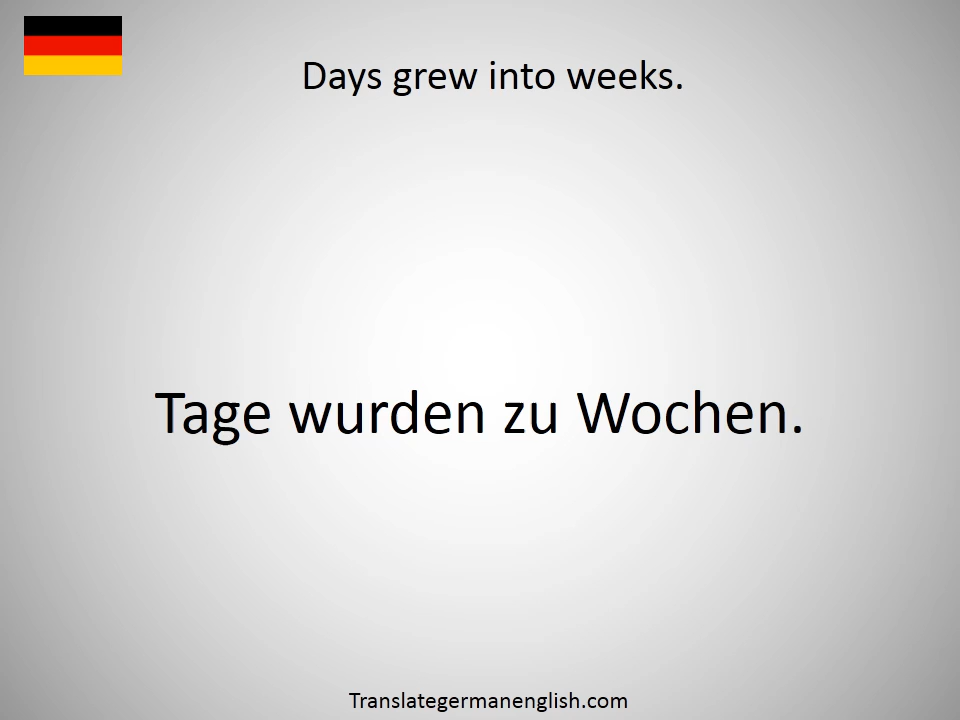 Days grew into weeks.
Tage wurden zu Wochen.
Translategermanenglish.com